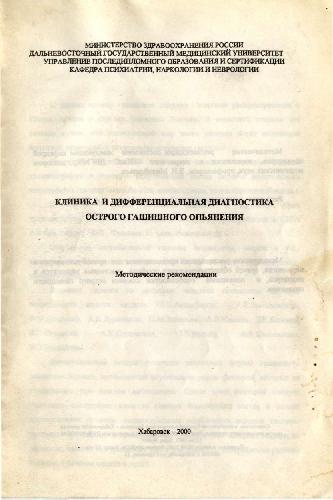 МИНИСТЕРСТВО ЗДРАВООХРАНЕНИЯ РОССИИ
ДАЛЬНЕВОСТОЧНЫЙ ГОСУДАРСТВЕННЫЙ МЕДИЦИНСКИЙ УНИВЕРСИТЕТ
УПРАВЛЕНИЕ ПОСЛЕДИПЛОМНОГО ОБРАЗОВАНИЯ И СЕРТИФИКАЦИИ
КАФЕДРА ПСИХИАТРИИ, НАРКОЛОГИИ И НЕВРОЛОГИИ
КЛИНИКА И ДИФФЕРЕНЦИАЛЬНАЯ ДИАГНОСТИКА
ОСТРОГО ГАШИШНОГО ОПЬЯНЕНИЯ
Методические рекомендации
Хабаровск 2000